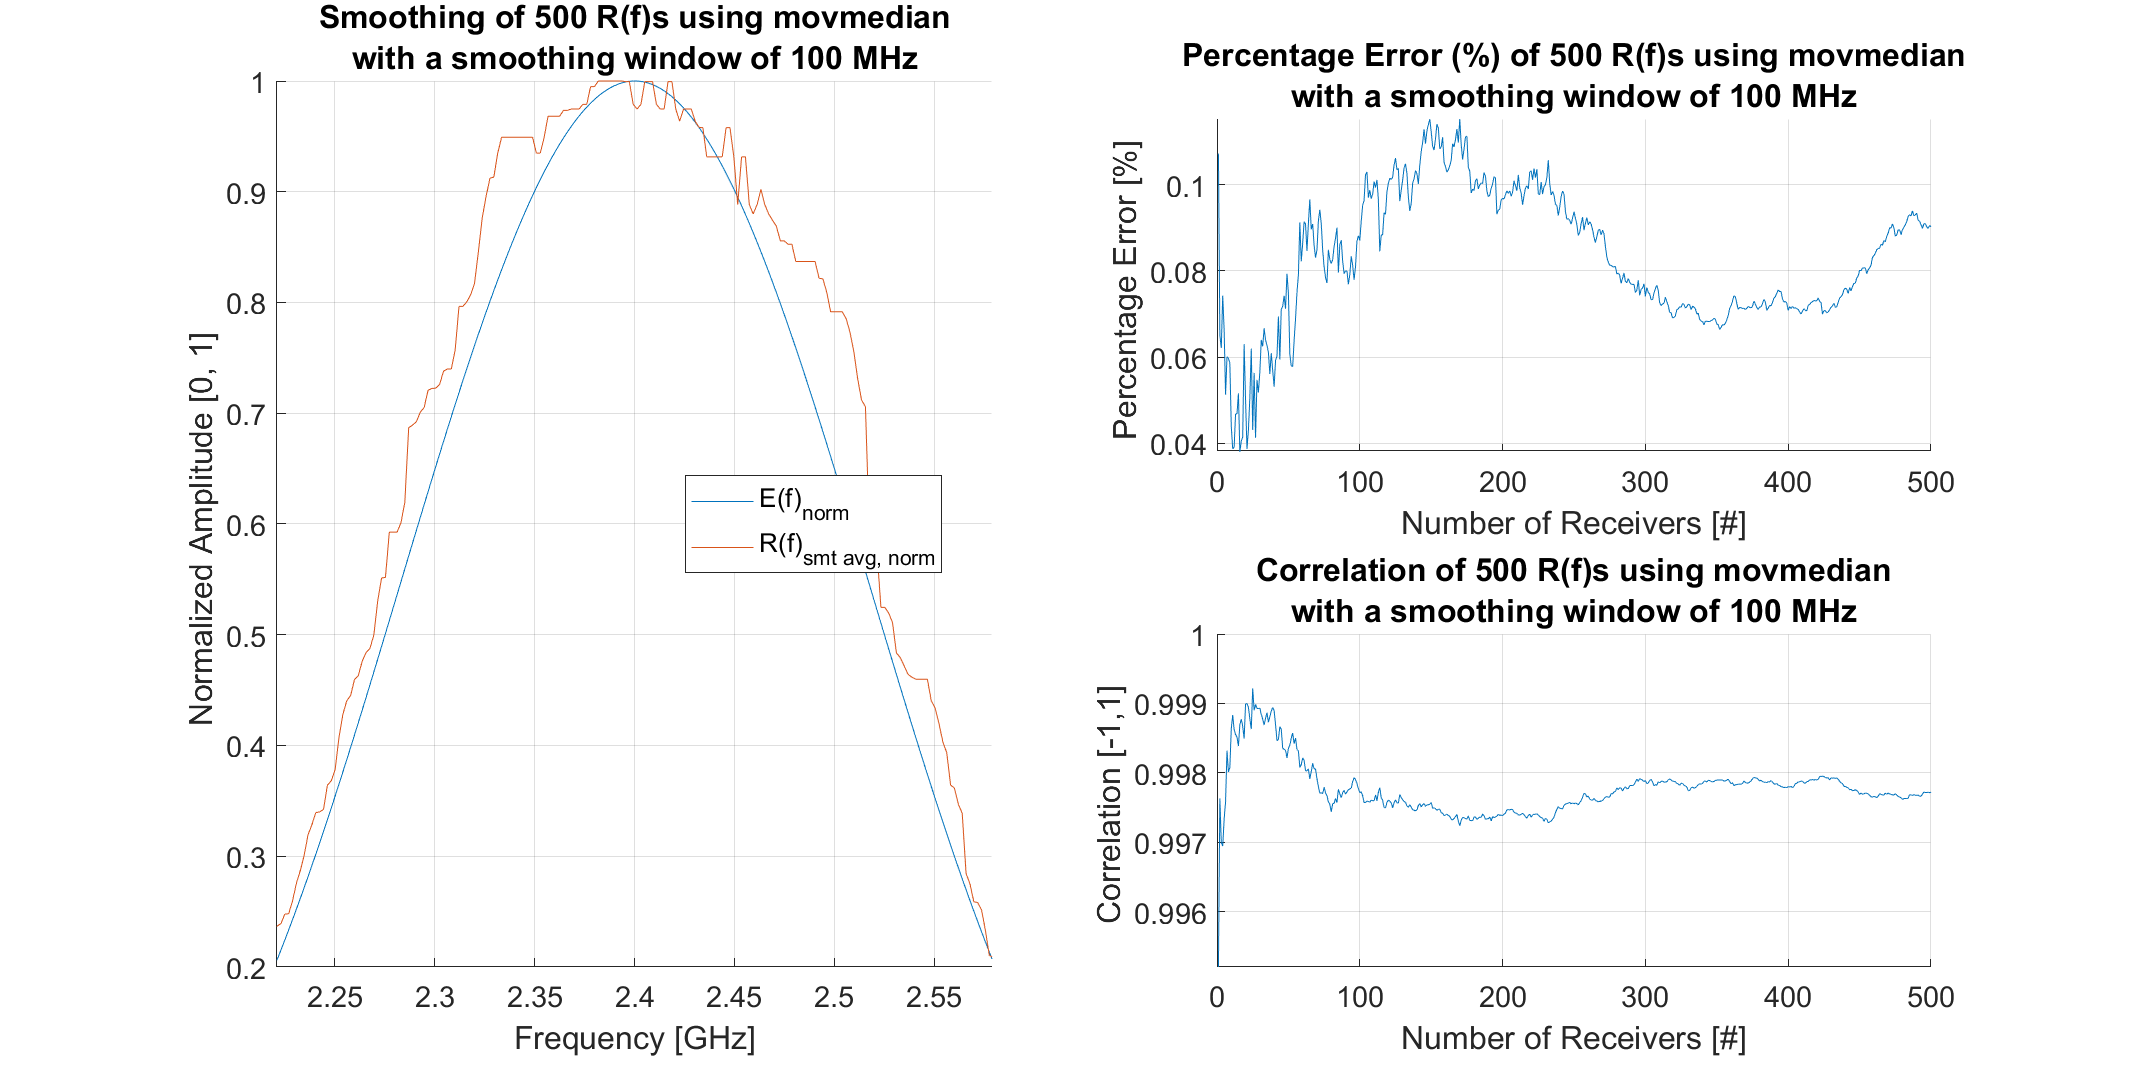 Smoothing of 500 R(f)s using movmedian
with a smoothing window of 100 MHz
Normalized Amplitude [0, 1]
1
0.9
0.8
0.7
0.6
0.5
0.4
0.3
0.2
2.25 2.3 2.35 2.4 2.45 2.5 2.55
Frequency [GHz]
E(f)norm
R(f)smt avg, norm
Percentage Error (%) of 500 R(f)s using movmedian
with a smoothing window of 100 MHz
Percentage Error [%]
0.1
0.08
0.06
0.04
0 100 200 300 400 500
Number of Receivers [#]
Correlation of 500 R(f)s using movmedian
with a smoothing window of 100 MHz
Correlation [-1,1]
1
0.999
0.998
0.997
0.996
0 100 200 300 400 500
Number of Receivers [#]